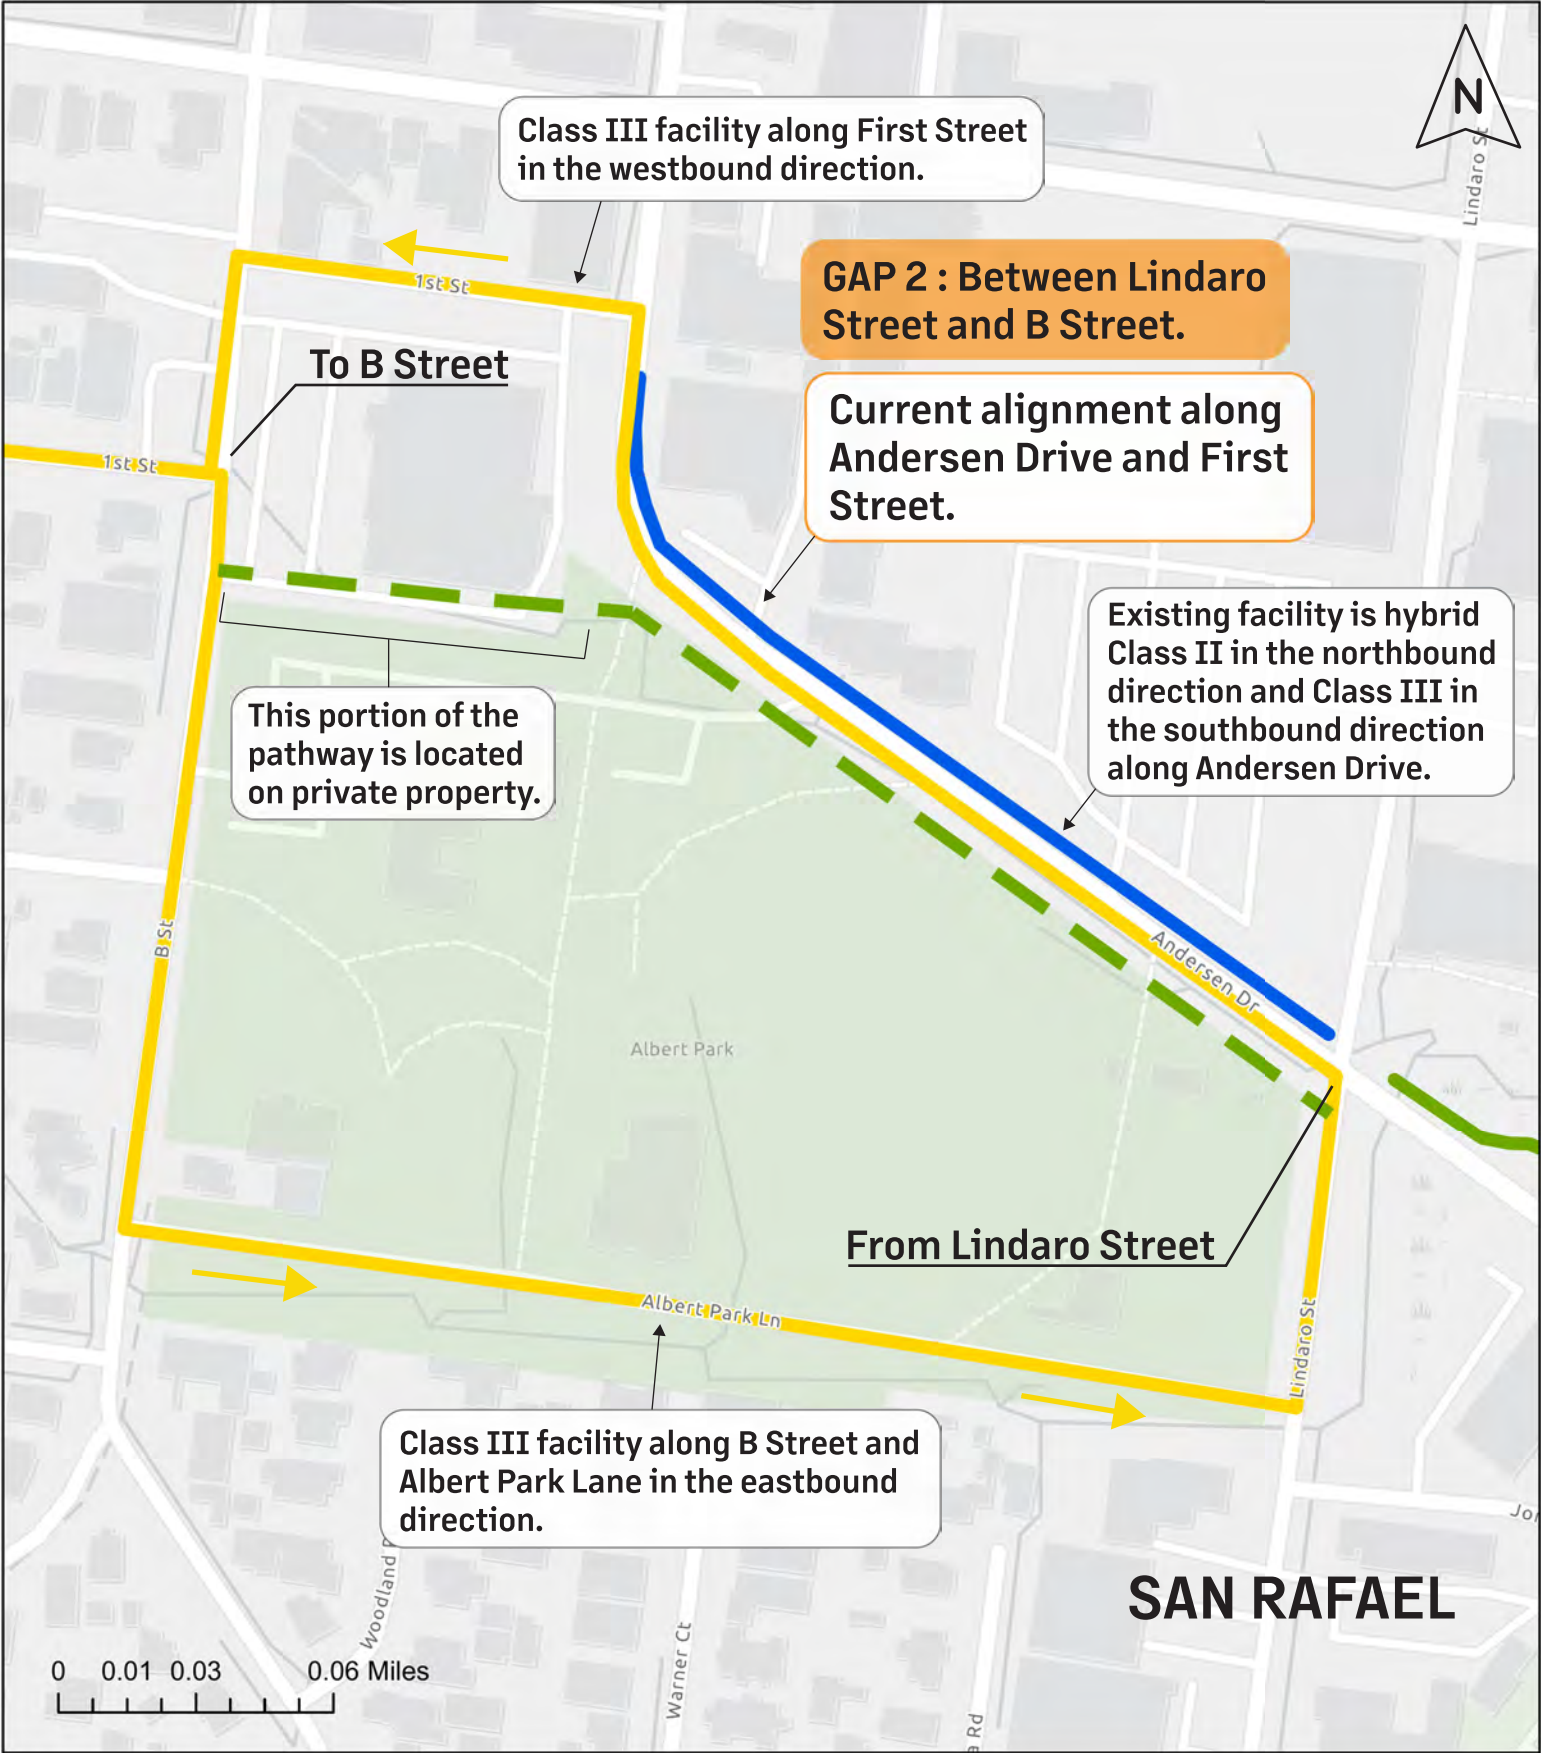 N
Lindaro St
Class III facility along First Street
in the westbound direction.
1st St
GAP 2 : Between Lindaro
Street and B Street.
To B Street
Current alignment along
Andersen Drive and First
Street.
1st St
Existing facility is hybrid
Class II in the northbound
direction and Class III in
the southbound direction
along Andersen Drive.
This portion of the
pathway is located
on private property.
B St
Andersen Dr
Albert Park
From Lindaro Street
Albert Park Ln
Lindaro St
Class III facility along B Street and
Albert Park Lane in the eastbound
direction.
Woodland
SAN RAFAEL
0 0.01 0.03 0.06 Miles
Warner Ct
Rd